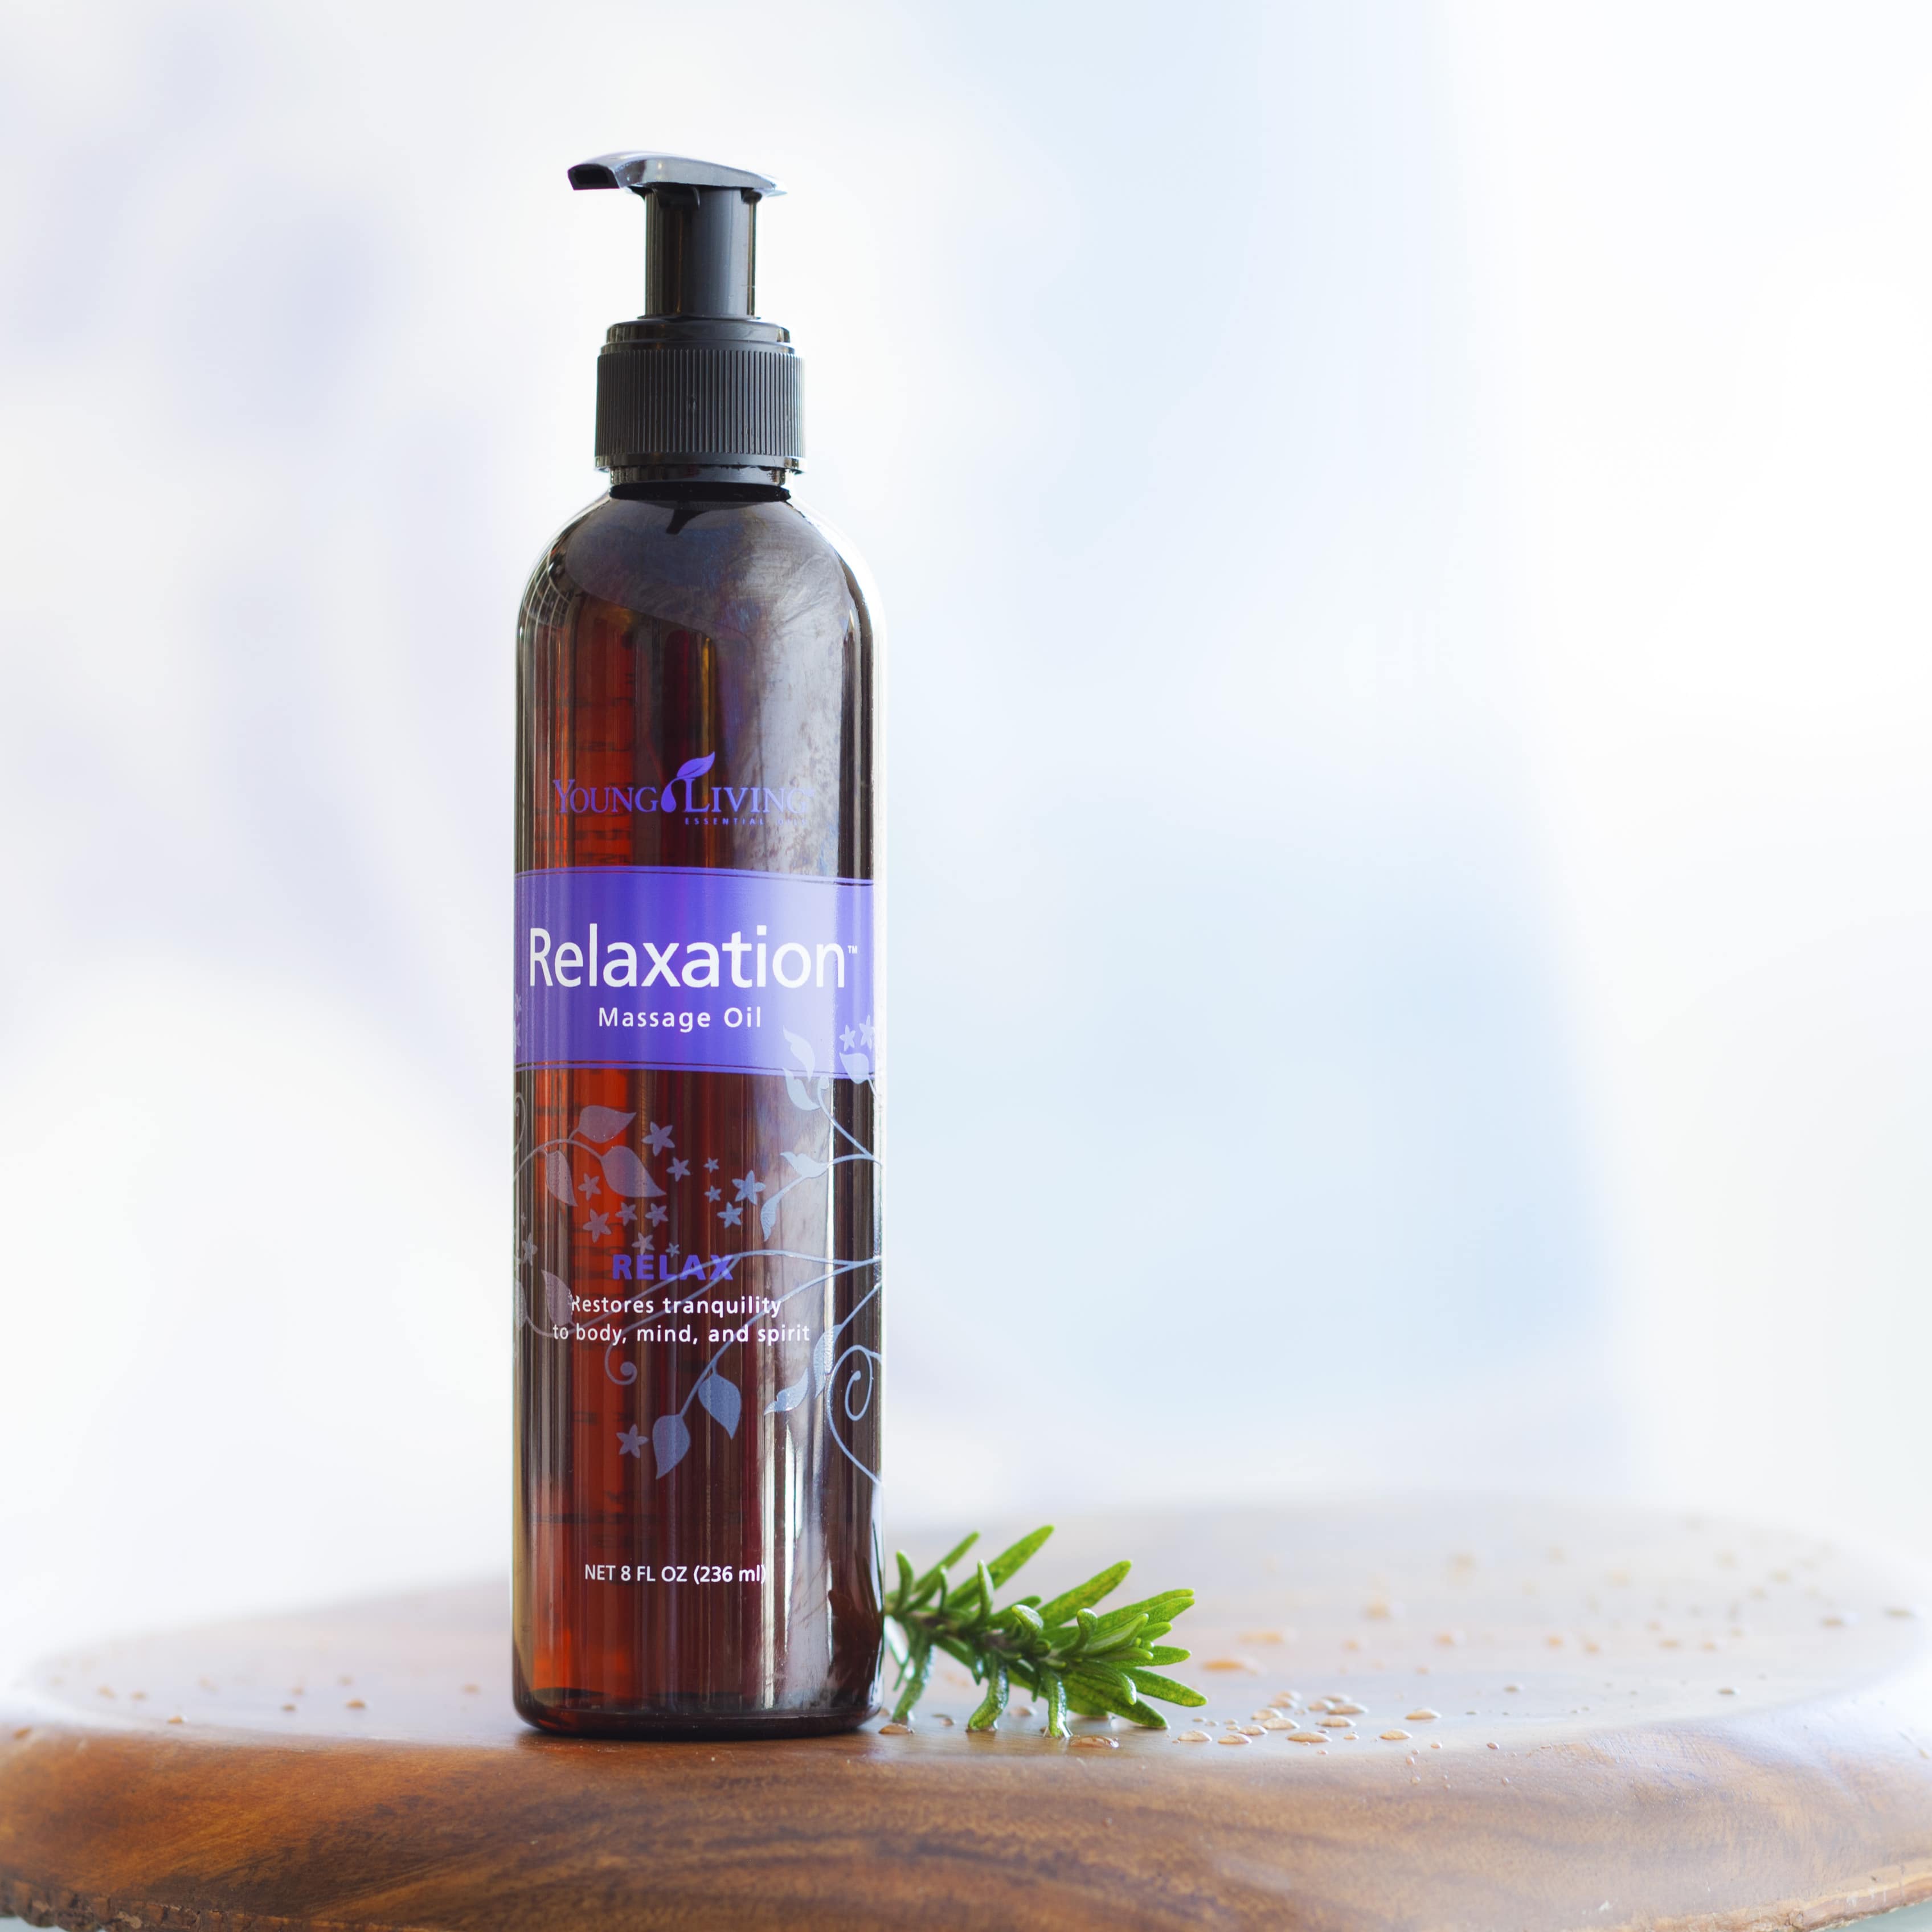 YOUNG LIVING
ESSENTIAL
Relaxation™
Massage Oil
RELAX
Restores tranquility
to body, mind, and spirit
NET 8 FL OZ (236 ml)